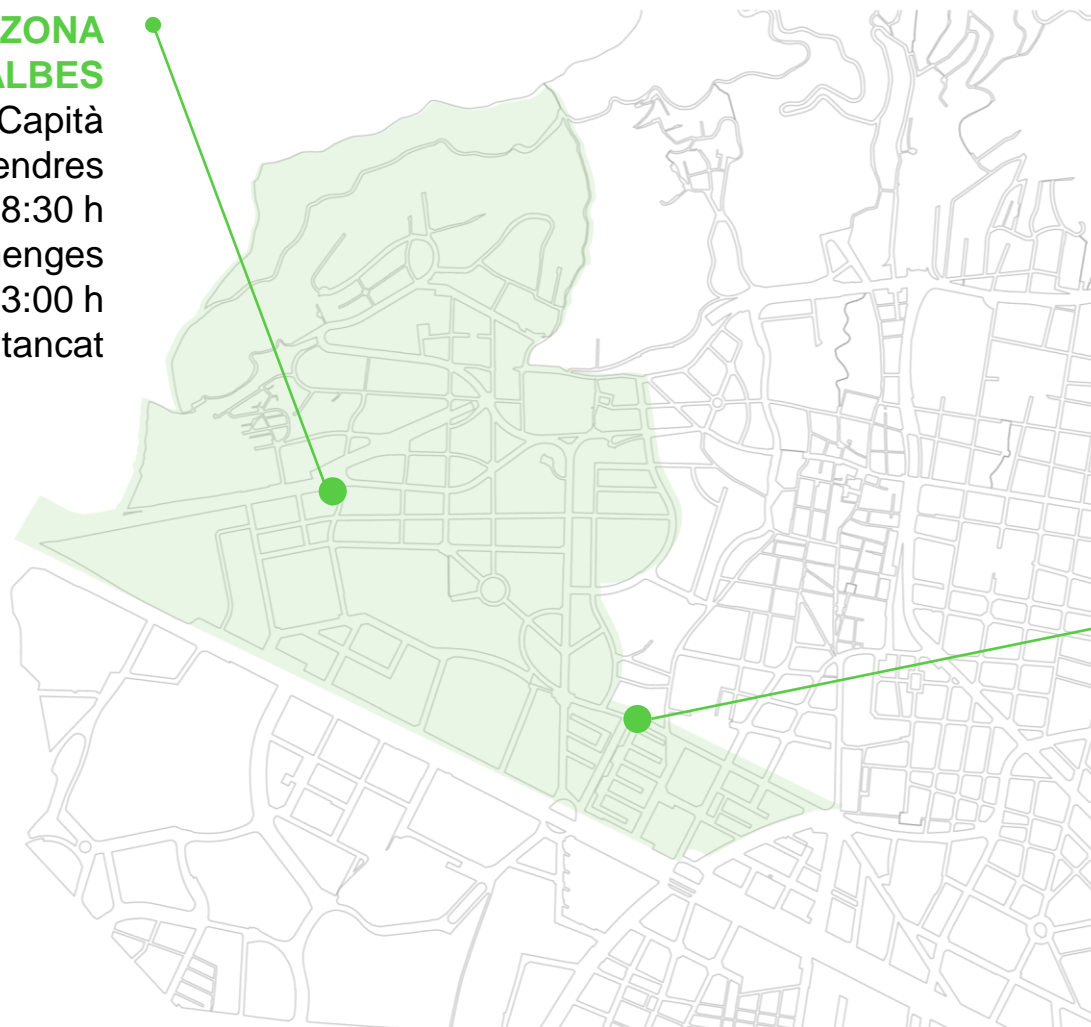 ZONA
ALBES
Capità
endres
8:30 h
enges
3:00 h
tancat